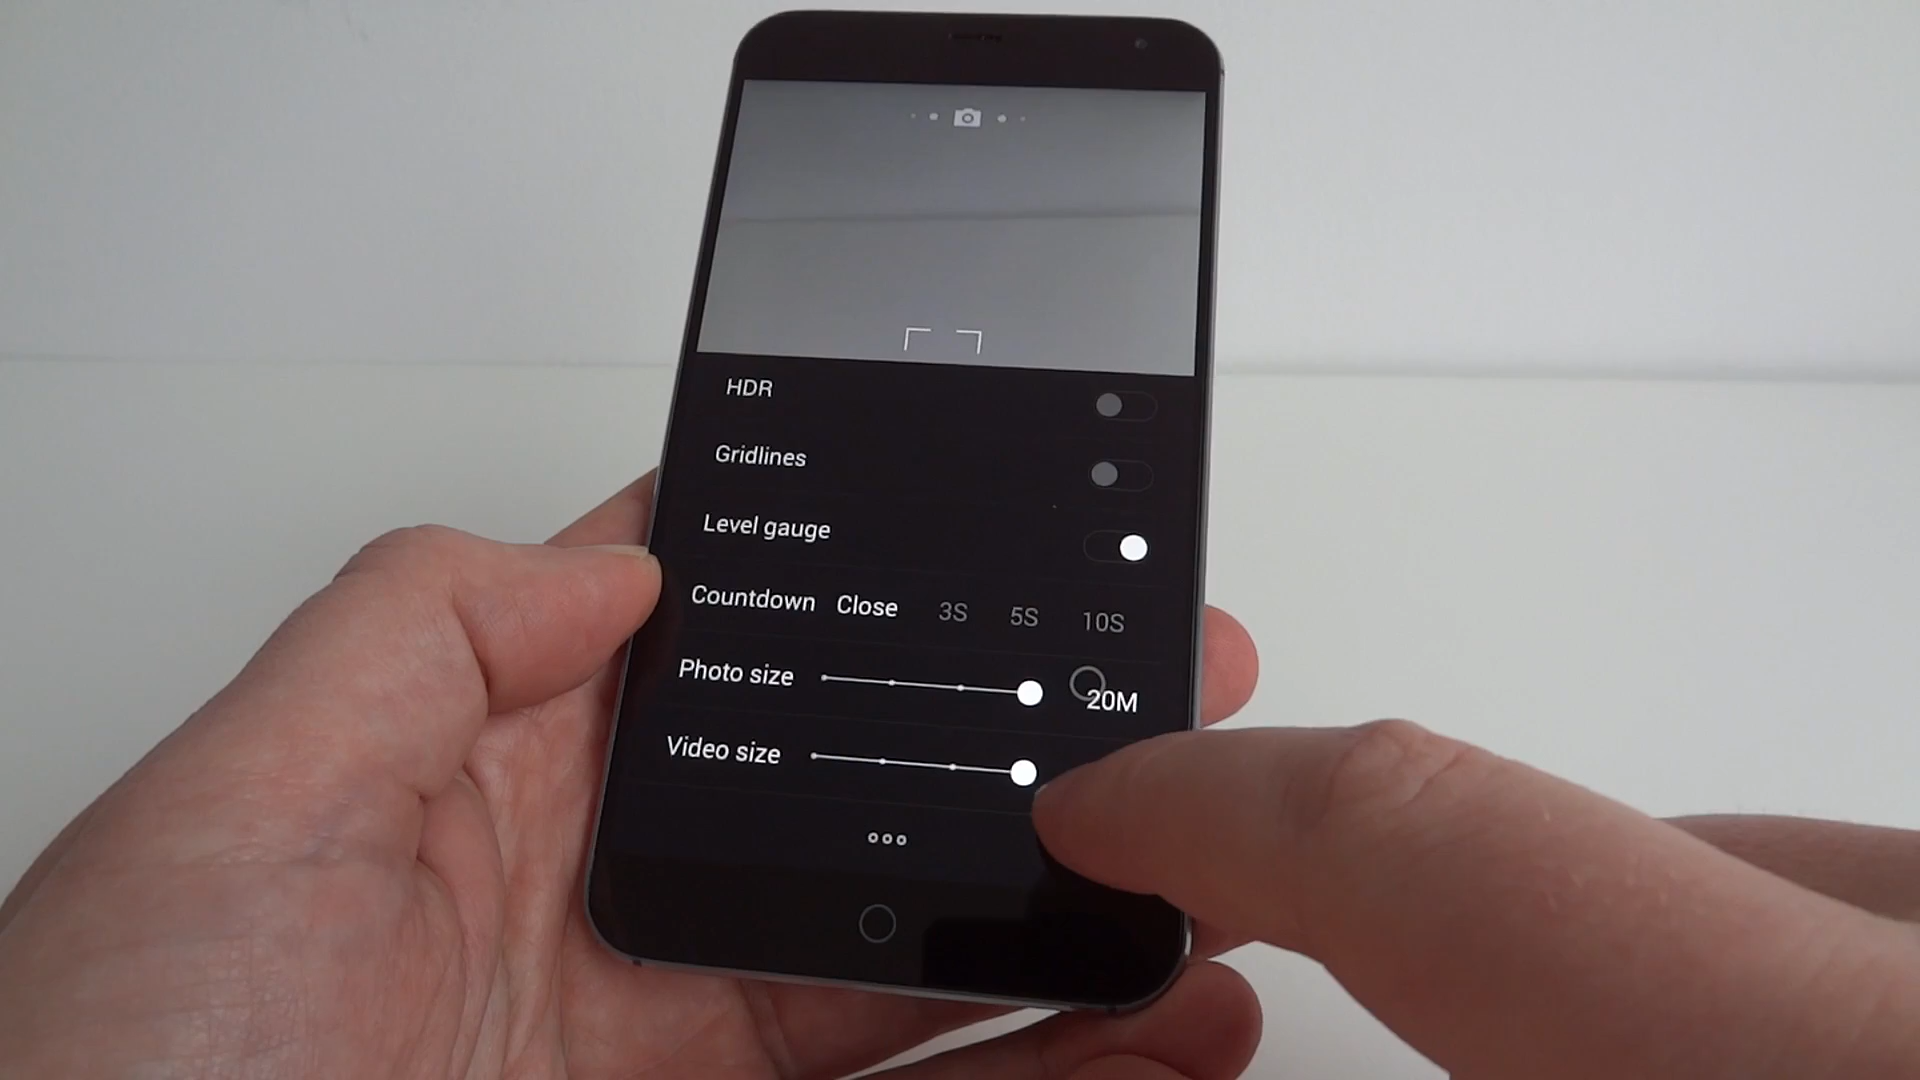 HDR
Gridlines
Level gauge
Countdown Close 3S 5S 10S
Photo size 20M
Video size